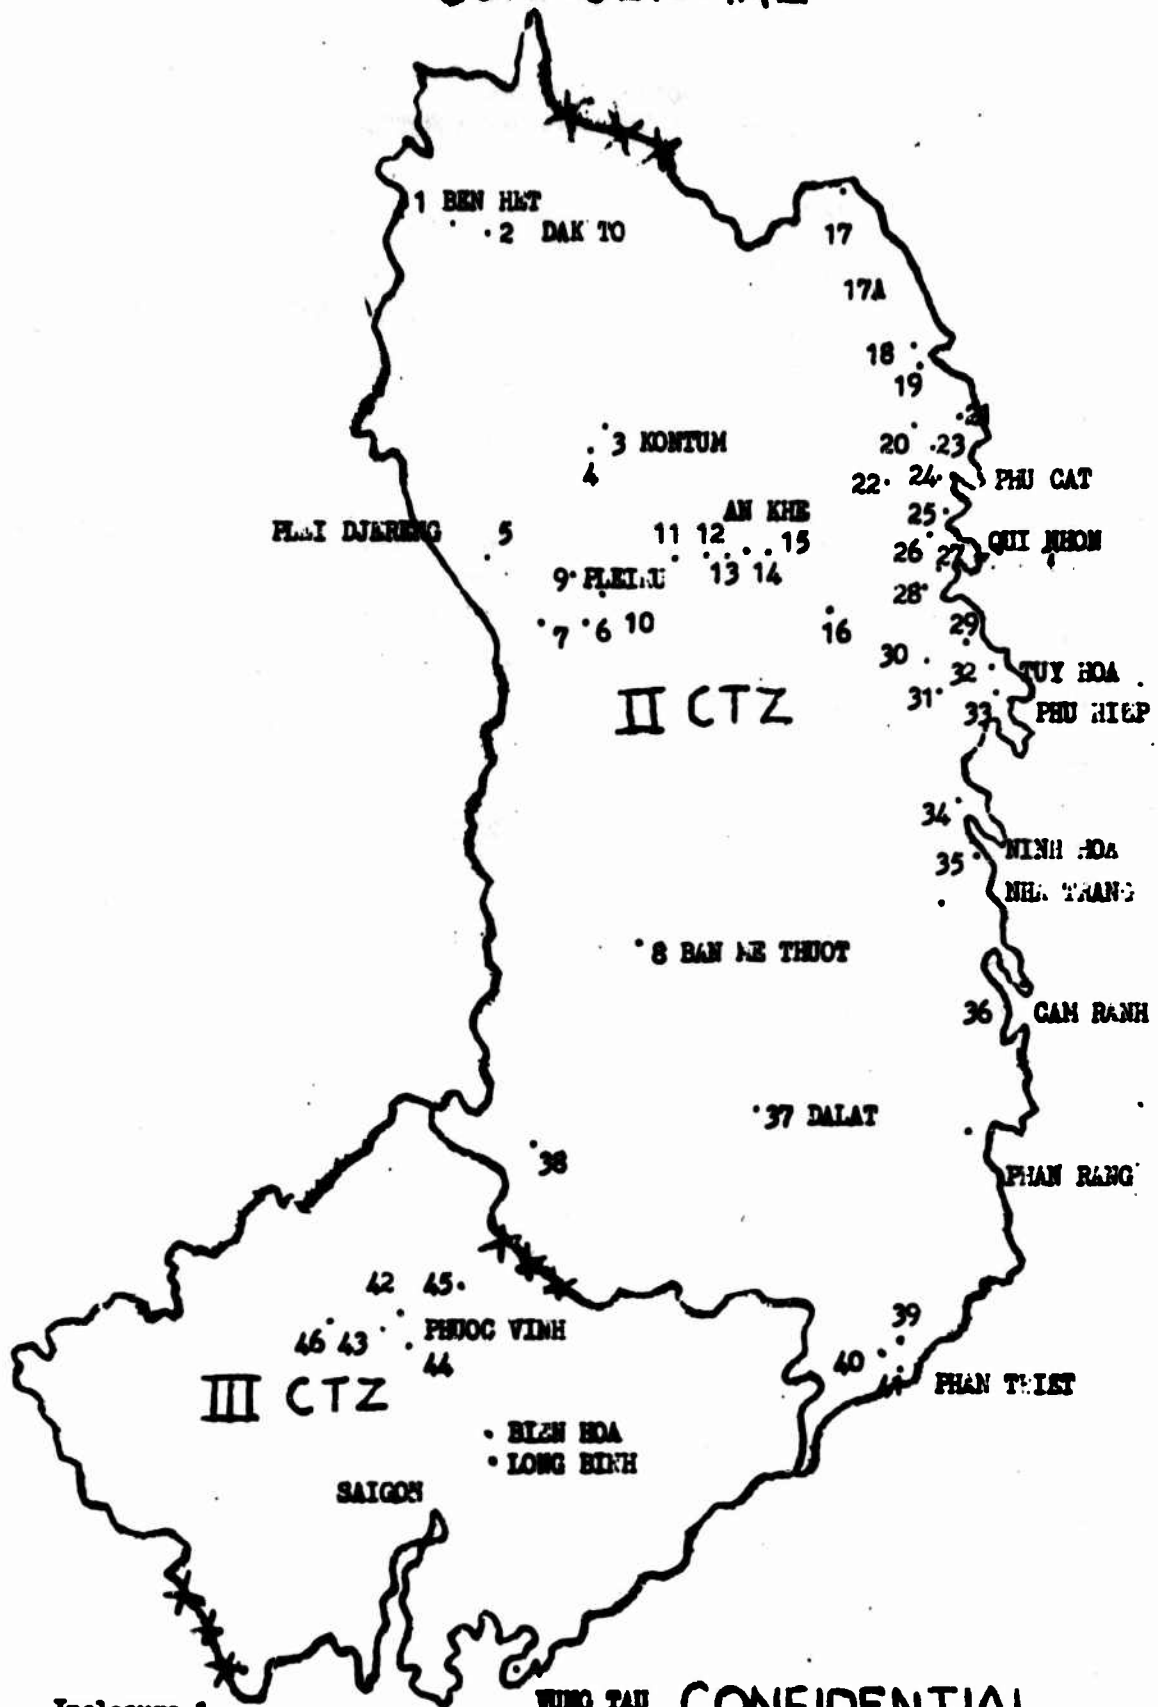 1 BEN HET
2 DAK TO
17
17A
18
19
21
3 KONTUM
20 23
4
22 24 PHU CAT
AN KHE
25
PLEI DJERENG 5 11 12 15
26 27 QUI NHON
9 PLEIKU 13 14
28
7 6 10 16 29
30
32 TUY HOA
31
II CTZ
33 PHU HIEP
34
NINH HOA
35
NHA TRANG
8 BAN ME THUOT
36 CAM RANH
37 DALAT
38
PHAN RANG
42 45
39
46 43 PHUOC VINH
44
40
41 PHAN THIET
III CTZ
BIEN HOA
LONG BINH
SAIGON
VUNG TAU CONFIDENTIAL